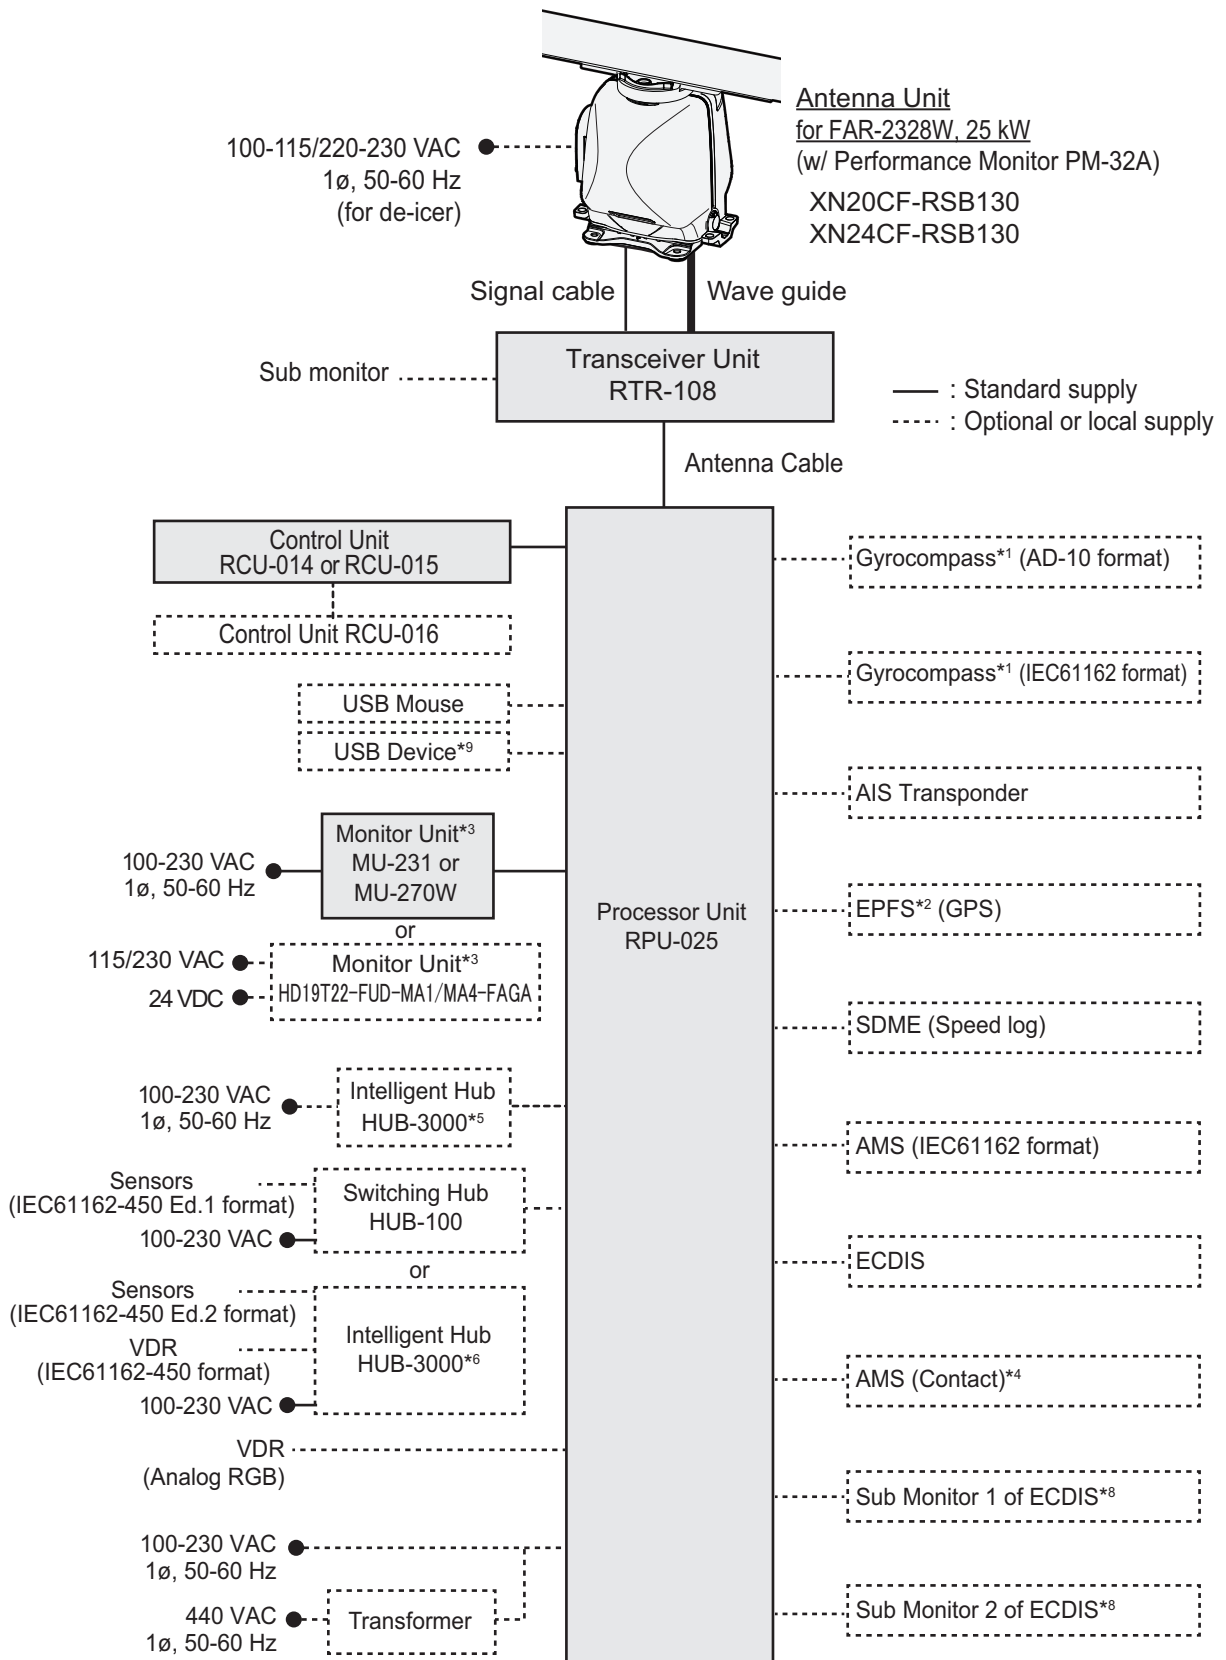 Antenna Unit
for FAR-2328W, 25 kW
(w/ Performance Monitor PM-32A)
XN20CF-RSB130
XN24CF-RSB130
100-115/220-230 VAC
1ø, 50-60 Hz
(for de-icer)
Signal cable
Wave guide
Sub monitor
Transceiver Unit
RTR-108
: Standard supply
: Optional or local supply
Antenna Cable
Control Unit
RCU-014 or RCU-015
Control Unit RCU-016
USB Mouse
USB Device*9
100-230 VAC
1ø, 50-60 Hz
Monitor Unit*3
MU-231 or
MU-270W
or
115/230 VAC
24 VDC
Monitor Unit*3
HD19T22-FUD-MA1/MA4-FAGA
100-230 VAC
1ø, 50-60 Hz
Intelligent Hub
HUB-3000*5
Sensors
(IEC61162-450 Ed.1 format)
100-230 VAC
Switching Hub
HUB-100
or
Sensors
(IEC61162-450 Ed.2 format)
VDR
(IEC61162-450 format)
100-230 VAC
Intelligent Hub
HUB-3000*6
VDR
(Analog RGB)
100-230 VAC
1ø, 50-60 Hz
440 VAC
1ø, 50-60 Hz
Transformer
Processor Unit
RPU-025
Gyrocompass*1 (AD-10 format)
Gyrocompass*1 (IEC61162 format)
AIS Transponder
EPFS*2 (GPS)
SDME (Speed log)
AMS (IEC61162 format)
ECDIS
AMS (Contact)*4
Sub Monitor 1 of ECDIS*8
Sub Monitor 2 of ECDIS*8